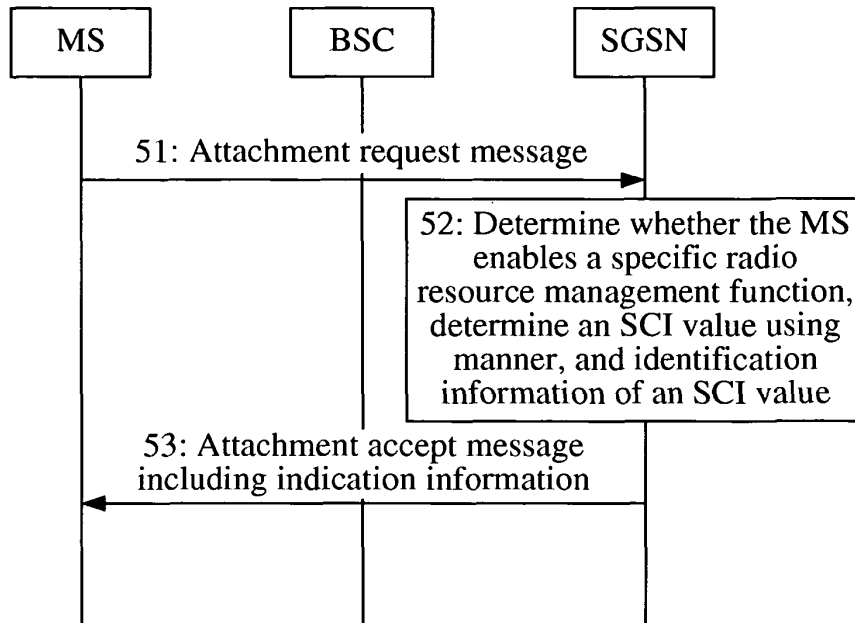 MS
BSC
SGSN
51: Attachment request message
52: Determine whether the MS
enables a specific radio
resource management function,
determine an SCI value using
manner, and identification
information of an SCI value
53: Attachment accept message
including indication information